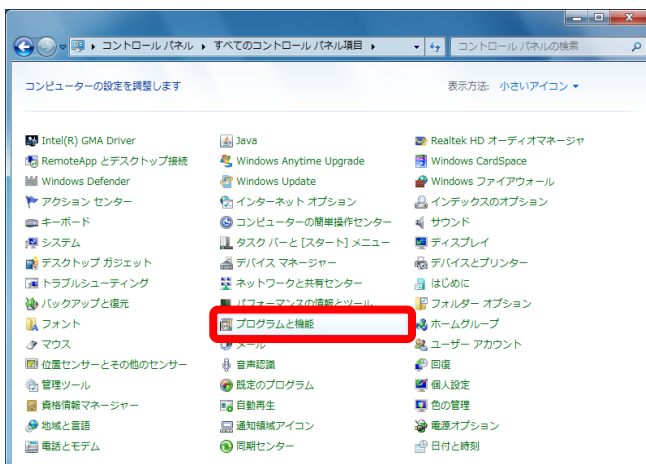 コントロール パネル ▸ すべてのコントロール パネル項目 ▸ コントロール パネルの検索
コンピューターの設定を調整します 表示方法: 小さいアイコン
Intel(R) GMA Driver Java Realtek HD オーディオマネージャ
RemoteApp とデスクトップ接続 Windows Anytime Upgrade Windows CardSpace
Windows Defender Windows Update Windows ファイアウォール
アクション センター インターネット オプション インデックスのオプション
キーボード コンピューターの簡単操作センター サウンド
システム タスク バーと [スタート] メニュー ディスプレイ
デスクトップ ガジェット デバイス マネージャー デバイスとプリンター
トラブルシューティング ネットワークと共有センター はじめに
バックアップと復元 パフォーマンスの情報とツール フォルダー オプション
フォント プログラムと機能 ホームグループ
マウス メール ユーザー アカウント
位置センサーとその他のセンサー 音声認識 回復
管理ツール 既定のプログラム 個人設定
資格情報マネージャー 自動再生 色の管理
地域と言語 通知領域アイコン 電源オプション
電話とモデム 同期センター 日付と時刻